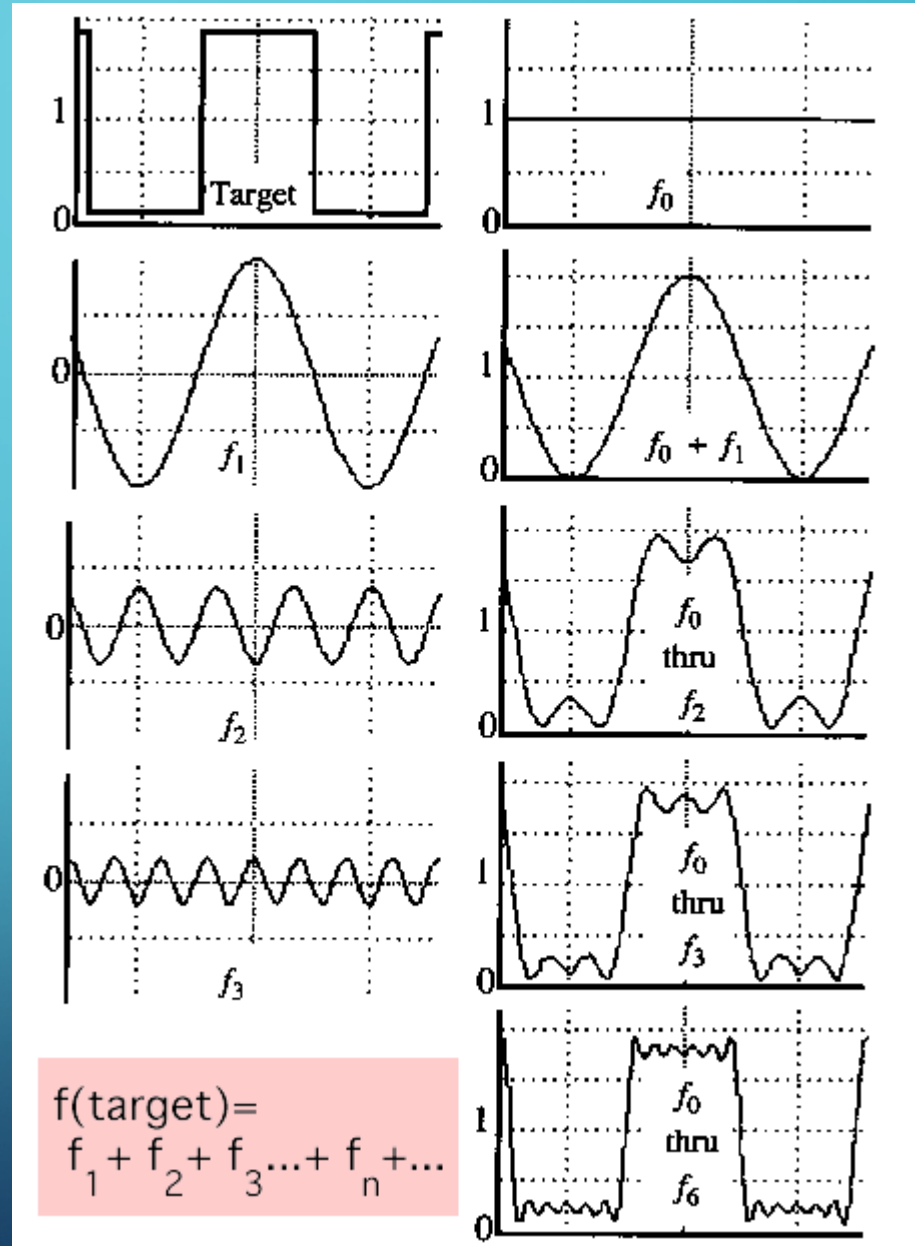 1
0
Target
1
0
f₀
0
f₁
1
0
f₀ + f₁
0
f₂
1
0
f₀
thru
f₂
0
f₃
1
0
f₀
thru
f₃
f(target)=
f₁+ f₂+ f₃...+ fₙ+...
1
0
f₀
thru
f₆